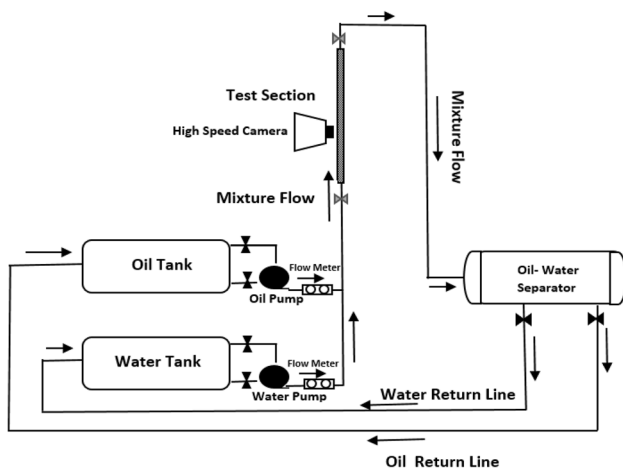 Test Section
High Speed Camera
Mixture Flow
Mixture Flow
Oil Tank
Flow Meter
Oil Pump
Oil- Water
Separator
Water Tank
Flow Meter
Water Pump
Water Return Line
Oil Return Line